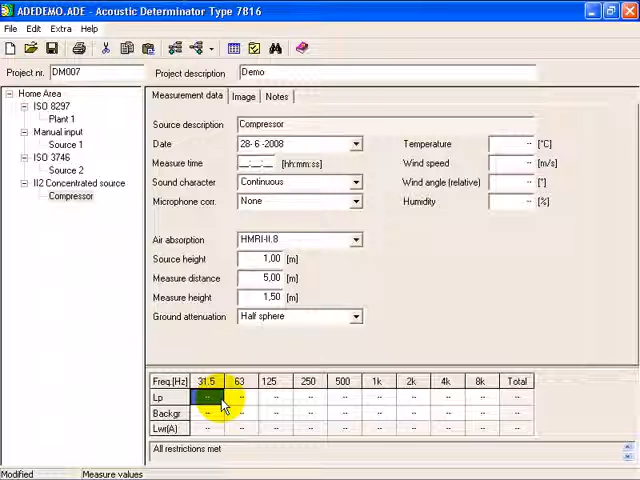 ADEDEMO.ADE - Acoustic Determinator Type 7816
File Edit Extra Help
Project nr. DM007 Project description Demo
Home Area
ISO 8297
Plant 1
Manual input
Source 1
ISO 3746
Source 2
II2 Concentrated source
Compressor
Measurement data Image Notes
Source description Compressor
Date 28- 6 -2008 Temperature -- [°C]
Measure time __:__:__ [hh:mm:ss] Wind speed -- [m/s]
Sound character Continuous Wind angle (relative) -- [°]
Microphone corr. None Humidity -- [%]
Air absorption HMRI-II.8
Source height 1,00 [m]
Measure distance 5,00 [m]
Measure height 1,50 [m]
Ground attenuation Half sphere
Freq.[Hz] 31.5 63 125 250 500 1k 2k 4k 8k Total
Lp -- -- -- -- -- -- -- -- -- --
Backgr -- -- -- -- -- -- -- -- -- --
Lwr(A) -- -- -- -- -- -- -- -- -- --
All restrictions met
Modified Measure values